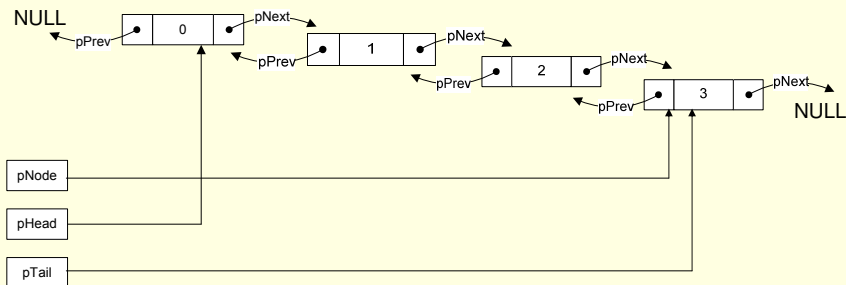 NULL
pPrev
0
pNext
pPrev
1
pNext
pPrev
2
pNext
pPrev
3
pNext
NULL
pNode
pHead
pTail